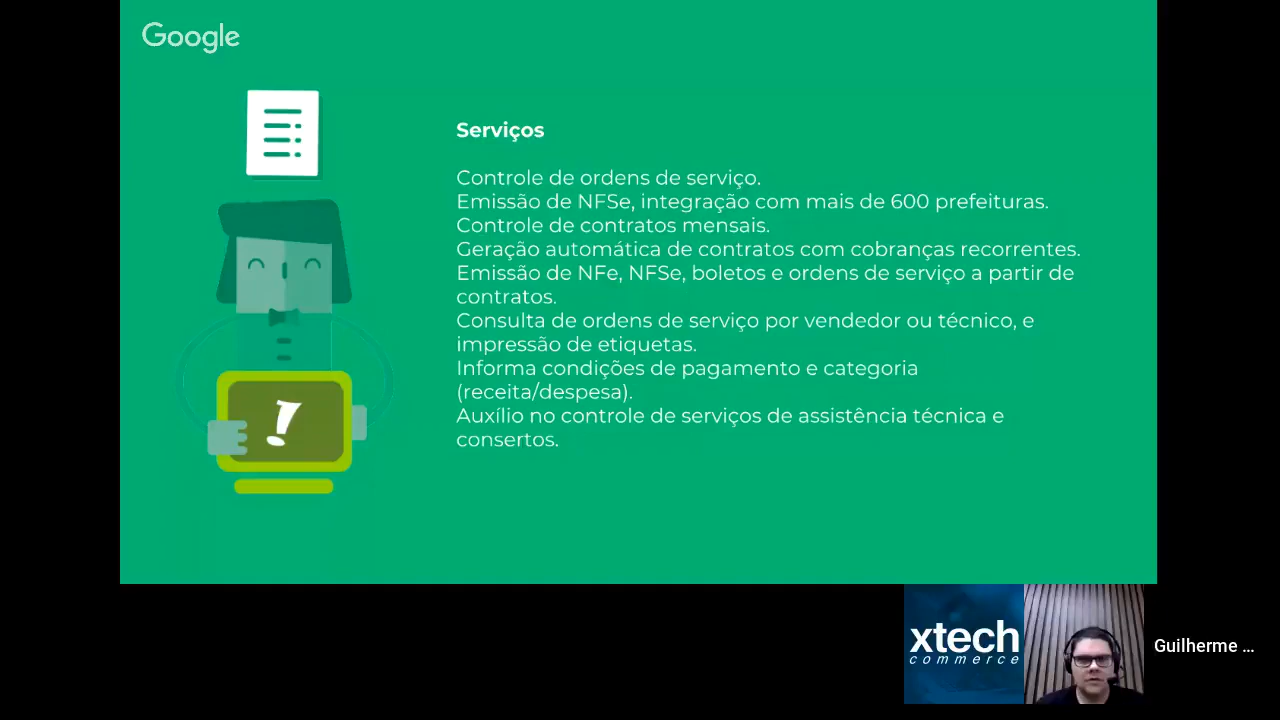 Google
Serviços
Controle de ordens de serviço.
Emissão de NFSe, integração com mais de 600 prefeituras.
Controle de contratos mensais.
Geração automática de contratos com cobranças recorrentes.
Emissão de NFe, NFSe, boletos e ordens de serviço a partir de
contratos.
Consulta de ordens de serviço por vendedor ou técnico, e
impressão de etiquetas.
Informa condições de pagamento e categoria
(receita/despesa).
Auxílio no controle de serviços de assistência técnica e
consertos.
!
xtech
commerce
Guilherme ...